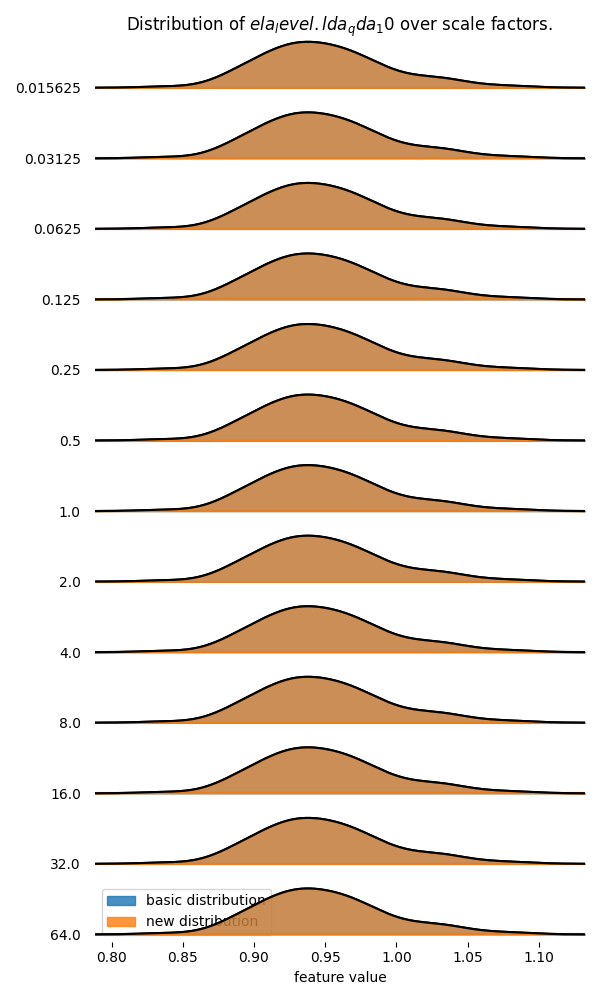 Distribution of ela_level.lda_qda_10 over scale factors.
0.015625
0.03125
0.0625
0.125
0.25
0.5
1.0
2.0
4.0
8.0
16.0
32.0
64.0
basic distribution
new distribution
0.80 0.85 0.90 0.95 1.00 1.05 1.10
feature value